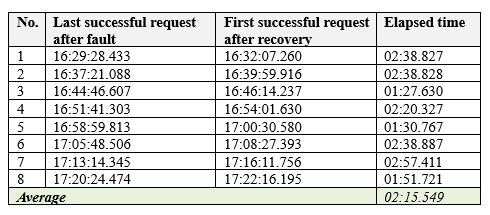 No. Last successful request after fault First successful request after recovery Elapsed time
1 16:29:28.433 16:32:07.260 02:38.827
2 16:37:21.088 16:39:59.916 02:38.828
3 16:44:46.607 16:46:14.237 01:27.630
4 16:51:41.303 16:54:01.630 02:20.327
5 16:58:59.813 17:00:30.580 01:30.767
6 17:05:48.506 17:08:27.393 02:38.887
7 17:13:14.345 17:16:11.756 02:57.411
8 17:20:24.474 17:22:16.195 01:51.721
Average 02:15.549